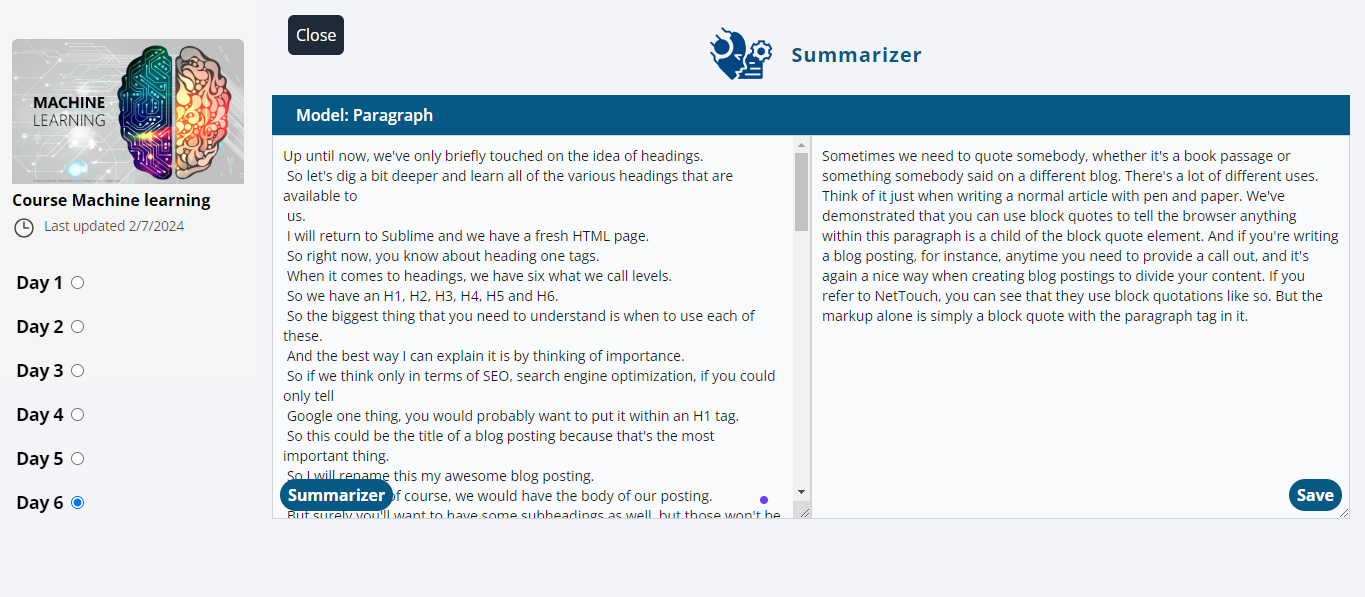 Close
Summarizer
MACHINE
LEARNING
Course Machine learning
Last updated 2/7/2024
Day 1
Day 2
Day 3
Day 4
Day 5
Day 6
Model: Paragraph
Up until now, we've only briefly touched on the idea of headings.
So let's dig a bit deeper and learn all of the various headings that are
available to
us.
I will return to Sublime and we have a fresh HTML page.
So right now, you know about heading one tags.
When it comes to headings, we have six what we call levels.
So we have an H1, H2, H3, H4, H5 and H6.
So the biggest thing that you need to understand is when to use each of
these.
And the best way I can explain it is by thinking of importance.
So if we think only in terms of SEO, search engine optimization, if you could
only tell
Google one thing, you would probably want to put it within an H1 tag.
So this could be the title of a blog posting because that's the most
important thing.
So I will rename this my awesome blog posting.
of course, we would have the body of our posting.
But surely you'll want to have some subheadings as well, but those won't be
Summarizer
Sometimes we need to quote somebody, whether it's a book passage or
something somebody said on a different blog. There's a lot of different uses.
Think of it just when writing a normal article with pen and paper. We've
demonstrated that you can use block quotes to tell the browser anything
within this paragraph is a child of the block quote element. And if you're writing
a blog posting, for instance, anytime you need to provide a call out, and it's
again a nice way when creating blog postings to divide your content. If you
refer to NetTouch, you can see that they use block quotations like so. But the
markup alone is simply a block quote with the paragraph tag in it.
Save